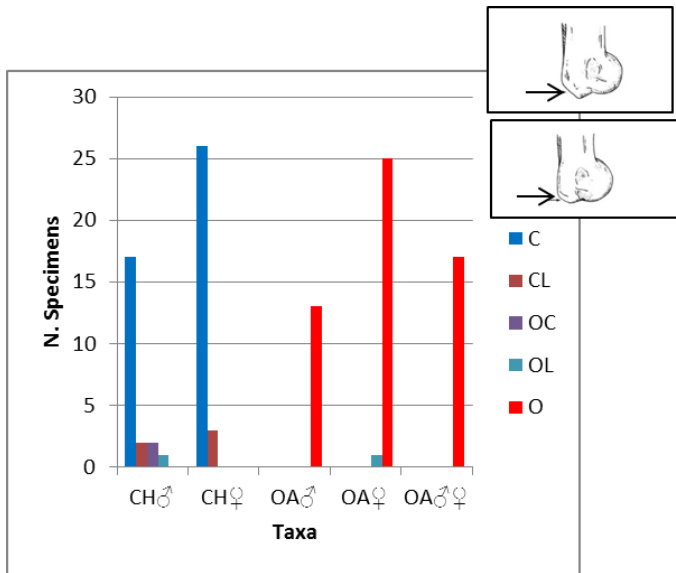 30
25
20
15
10
5
0
N. Specimens
CH♂ CH♀ OA♂ OA♀ OA♂♀
Taxa
C
CL
OC
OL
O